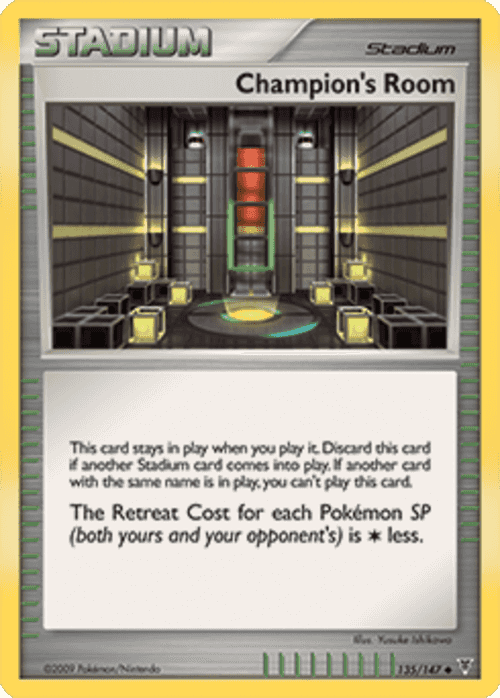 STADIUM
Stadium
Champion's Room
This card stays in play when you play it. Discard this card
if another Stadium card comes into play. If another card
with the same name is in play, you can't play this card.
The Retreat Cost for each Pokémon SP
(both yours and your opponent's) is ✶ less.
Illus. Yusuke Ishikawa
©2009 Pokémon/Nintendo
135/147